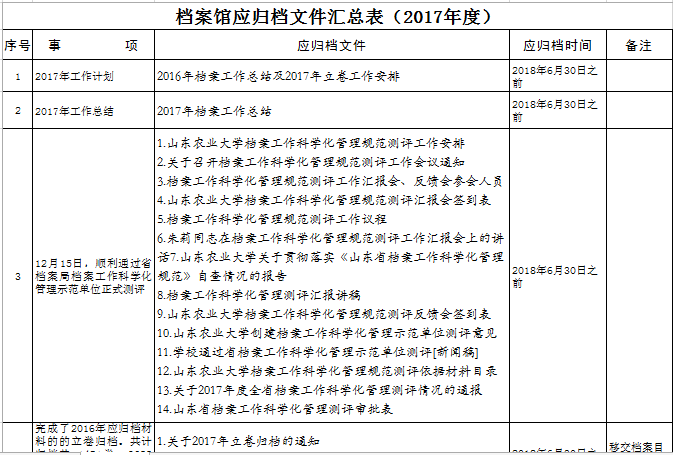 档案馆应归档文件汇总表（2017年度）
序号 事 项 应归档文件 应归档时间 备注
1 2017年工作计划 2016年档案工作总结及2017年立卷工作安排 2018年6月30日之
前
2 2017年工作总结 2017年档案工作总结 2018年6月30日之
前
3
12月15日，顺利通过省
档案局档案工作科学化
管理示范单位正式测评
1.山东农业大学档案工作科学化管理规范测评工作安排
2.关于召开档案工作科学化管理规范测评工作会议通知
3.档案工作科学化管理规范测评工作汇报会、反馈会参会人员
4.山东农业大学档案工作科学化管理规范测评汇报会签到表
5.档案工作科学化管理规范测评工作议程
6.朱莉同志在档案工作科学化管理规范测评工作汇报会上的讲
话7.山东农业大学关于贯彻落实《山东省档案工作科学化管理
规范》自查情况的报告
8.档案工作科学化管理测评汇报讲稿
9.山东农业大学档案工作科学化管理规范测评反馈会签到表
10.山东农业大学创建档案工作科学化管理示范单位测评意见
11.学校通过省档案工作科学化管理示范单位测评[新闻稿]
12.山东农业大学档案工作科学化管理规范测评依据材料目录
13.关于2017年度全省档案工作科学化管理测评情况的通报
14.山东省档案工作科学化管理测评审批表
2018年6月30日之
前
完成了2016年应归档材
料的的立卷归档。共计
1.关于2017年立卷归档的通知
2018年6月30日之
移交档案目